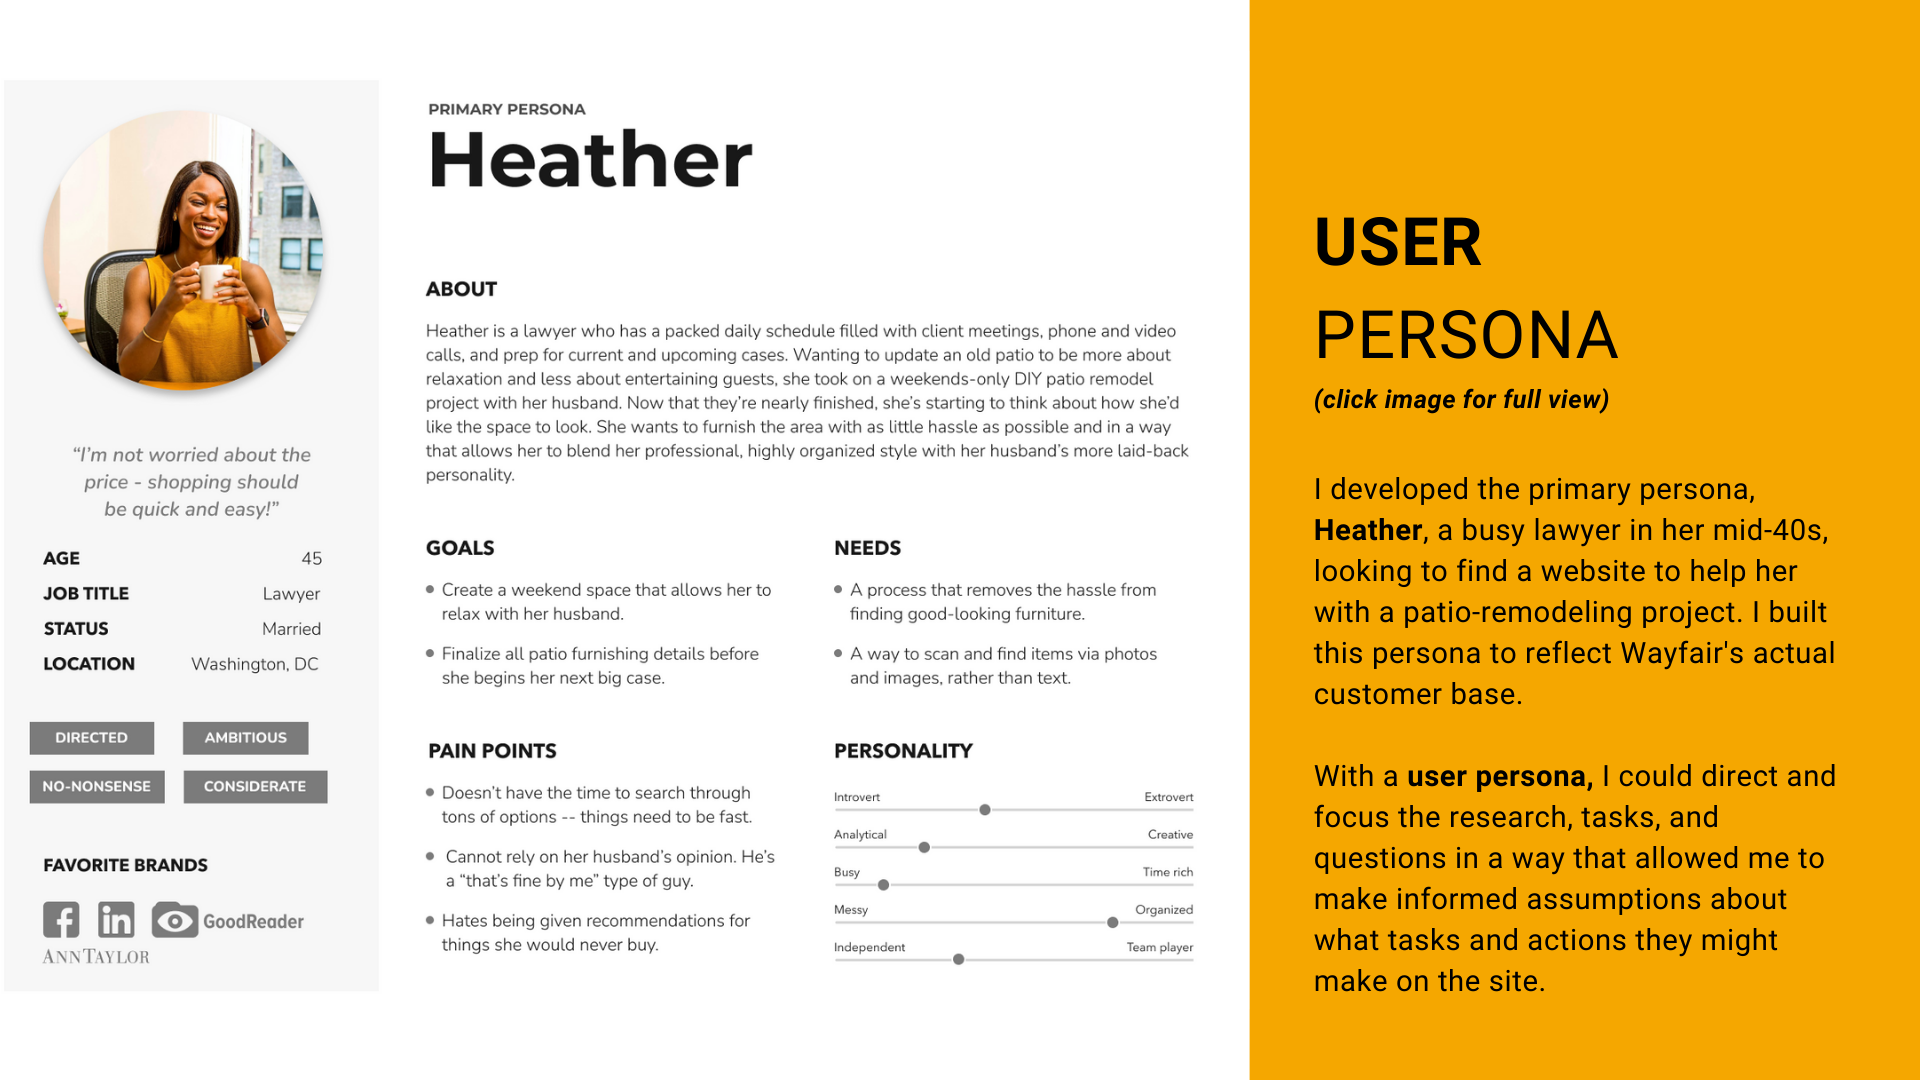 PRIMARY PERSONA
Heather
“I’m not worried about the
price - shopping should
be quick and easy!”
AGE 45
JOB TITLE Lawyer
STATUS Married
LOCATION Washington, DC
DIRECTED AMBITIOUS
NO-NONSENSE CONSIDERATE
FAVORITE BRANDS
f in GoodReader
ANNTAYLOR
ABOUT
Heather is a lawyer who has a packed daily schedule filled with client meetings, phone and video
calls, and prep for current and upcoming cases. Wanting to update an old patio to be more about
relaxation and less about entertaining guests, she took on a weekends-only DIY patio remodel
project with her husband. Now that they’re nearly finished, she’s starting to think about how she’d
like the space to look. She wants to furnish the area with as little hassle as possible and in a way
that allows her to blend her professional, highly organized style with her husband’s more laid-back
personality.
GOALS
• Create a weekend space that allows her to
relax with her husband.
• Finalize all patio furnishing details before
she begins her next big case.
NEEDS
• A process that removes the hassle from
finding good-looking furniture.
• A way to scan and find items via photos
and images, rather than text.
PAIN POINTS
• Doesn’t have the time to search through
tons of options -- things need to be fast.
• Cannot rely on her husband’s opinion. He’s
a “that’s fine by me” type of guy.
• Hates being given recommendations for
things she would never buy.
PERSONALITY
Introvert Extrovert
Analytical Creative
Busy Time rich
Messy Organized
Independent Team player
USER
PERSONA
(click image for full view)
I developed the primary persona,
Heather, a busy lawyer in her mid-40s,
looking to find a website to help her
with a patio-remodeling project. I built
this persona to reflect Wayfair's actual
customer base.
With a user persona, I could direct and
focus the research, tasks, and
questions in a way that allowed me to
make informed assumptions about
what tasks and actions they might
make on the site.